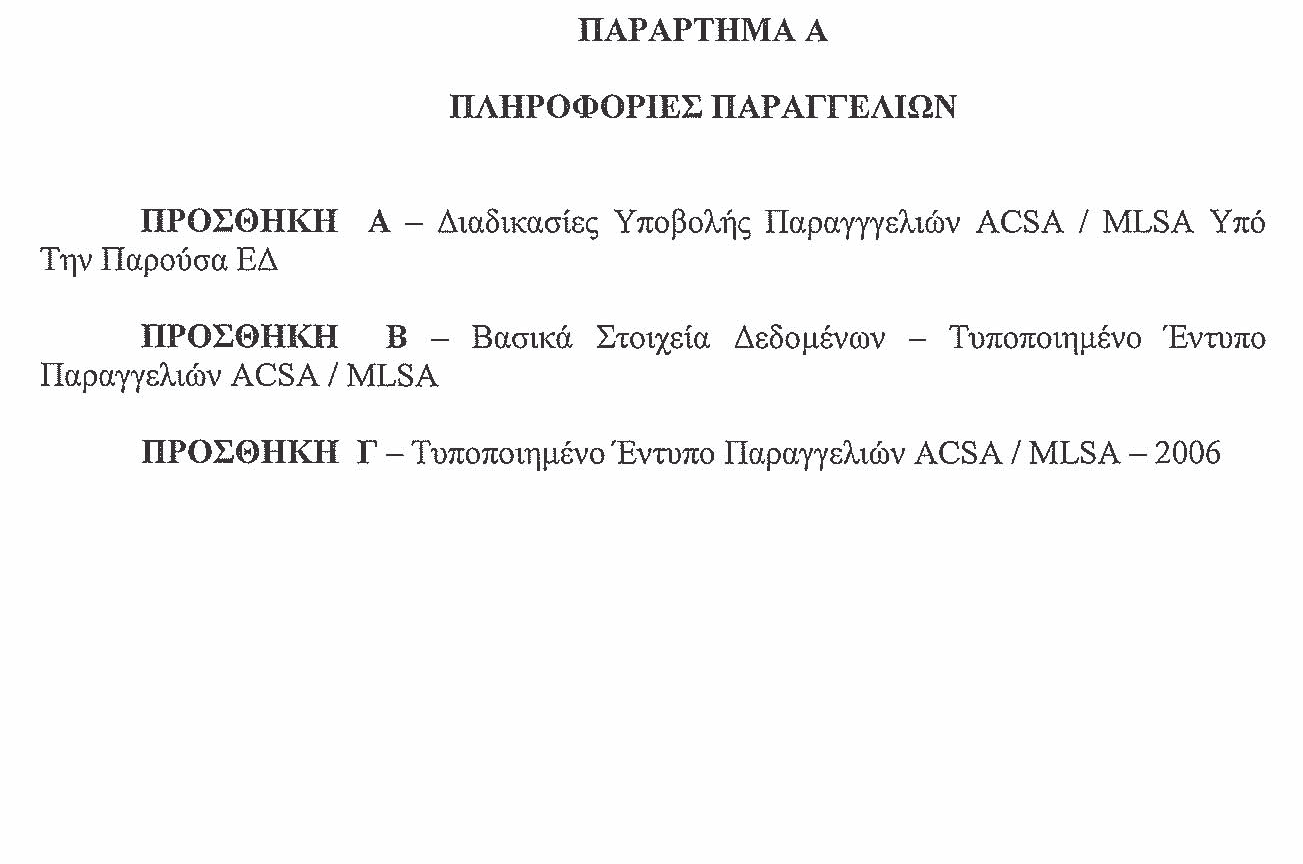 ΠΑΡΑΡΤΗΜΑ Α
ΠΛΗΡΟΦΟΡΙΕΣ ΠΑΡΑΓΓΕΛΙΩΝ
ΠΡΟΣΘΗΚΗ Α – Διαδικασίες Υποβολής Παραγγγελιών ACSA / MLSA Υπό
Την Παρούσα ΕΔ
ΠΡΟΣΘΗΚΗ Β – Βασικά Στοιχεία Δεδομένων – Τυποποιημένο Έντυπο
Παραγγελιών ACSA / MLSA
ΠΡΟΣΘΗΚΗ Γ – Τυποποιημένο Έντυπο Παραγγελιών ACSA / MLSA – 2006